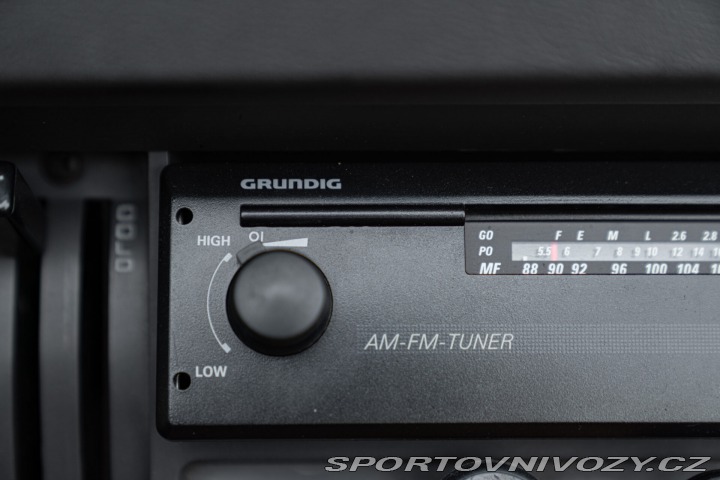 GRUNDIG
HIGH
LOW
GO F E M L 2.6 2.8
PO 5.5 6 7 8 9 10 12 14
MF 88 90 92 96 100 104
AM-FM-TUNER
SPORTOVNIVOZY.CZ